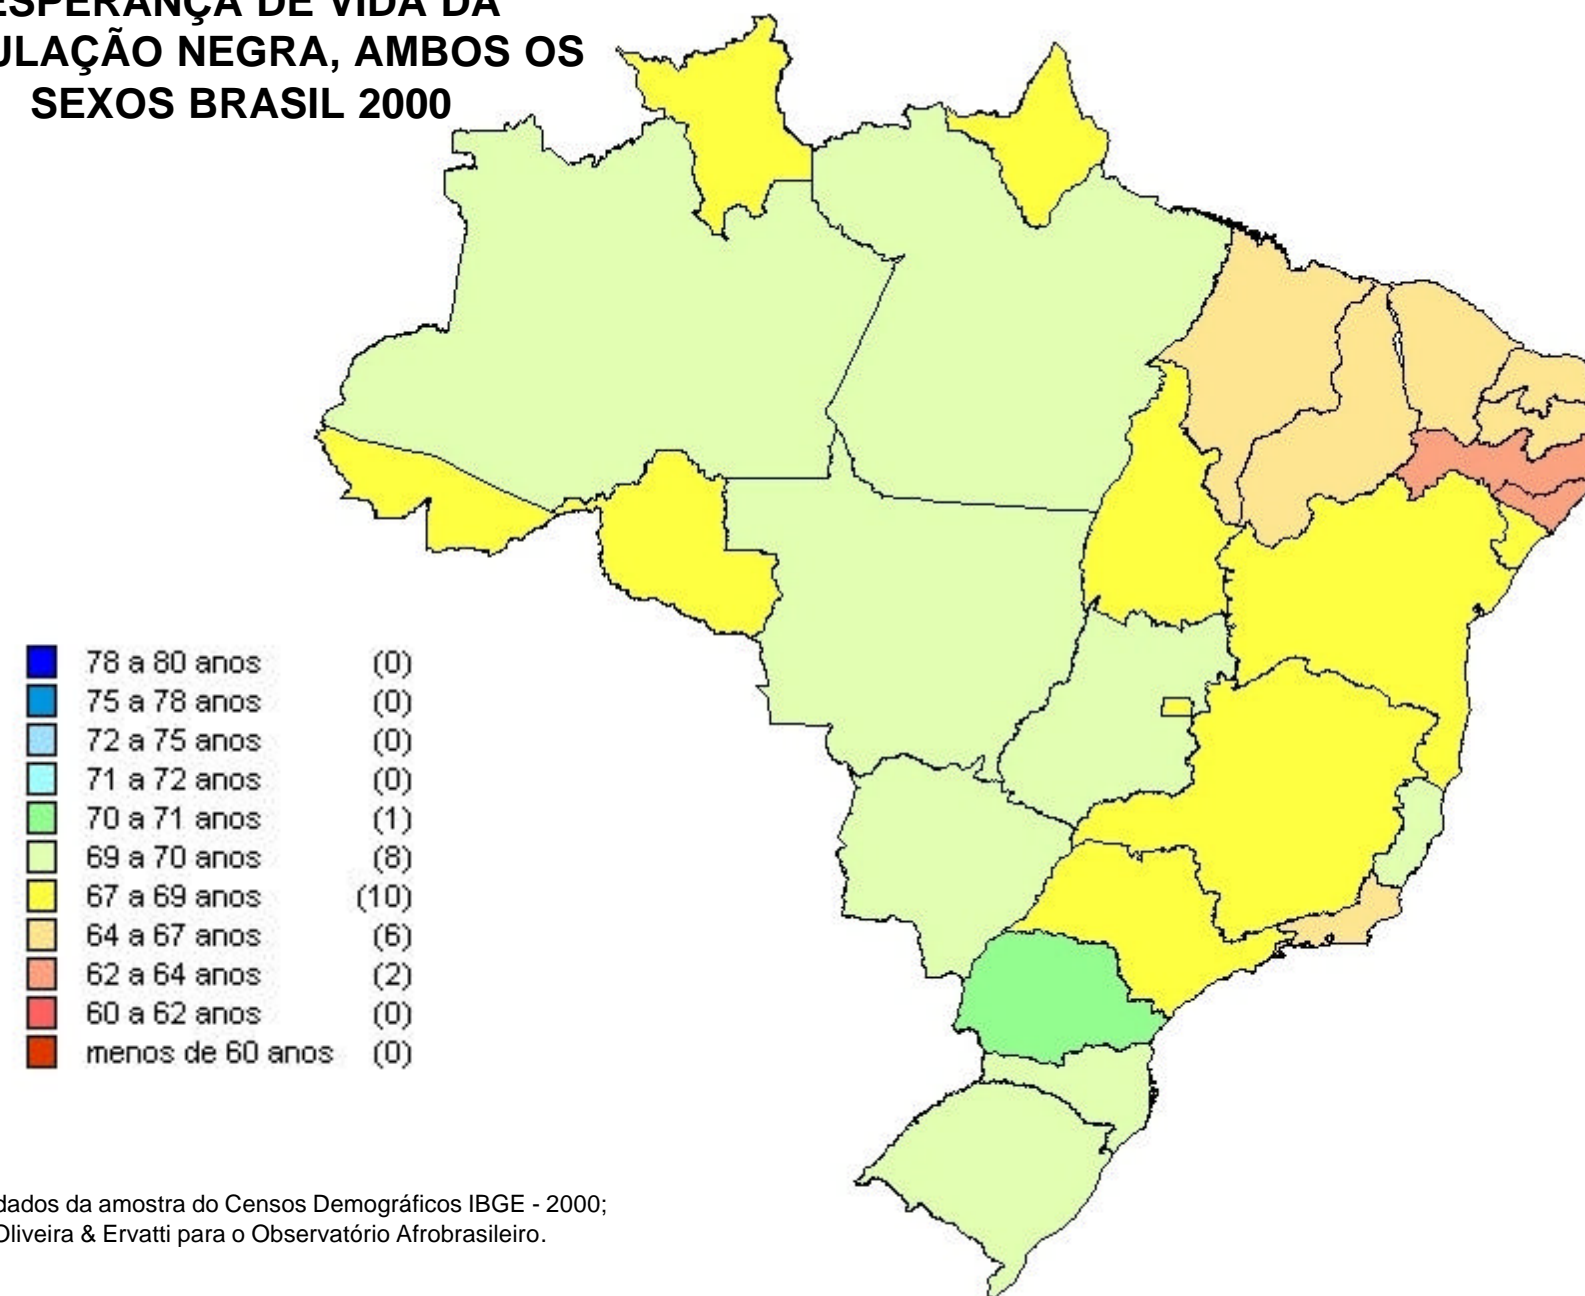 ESPERANÇA DE VIDA DA
ULAÇÃO NEGRA, AMBOS OS
SEXOS BRASIL 2000
78 a 80 anos (0)
75 a 78 anos (0)
72 a 75 anos (0)
71 a 72 anos (0)
70 a 71 anos (1)
69 a 70 anos (8)
67 a 69 anos (10)
64 a 67 anos (6)
62 a 64 anos (2)
60 a 62 anos (0)
menos de 60 anos (0)
dados da amostra do Censos Demográficos IBGE - 2000;
Oliveira & Ervatti para o Observatório Afrobrasileiro.